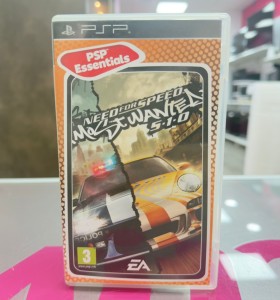 PSP
PSP
Essentials
NEED FOR SPEED
MOST WANTED
5-1-0
3
EA